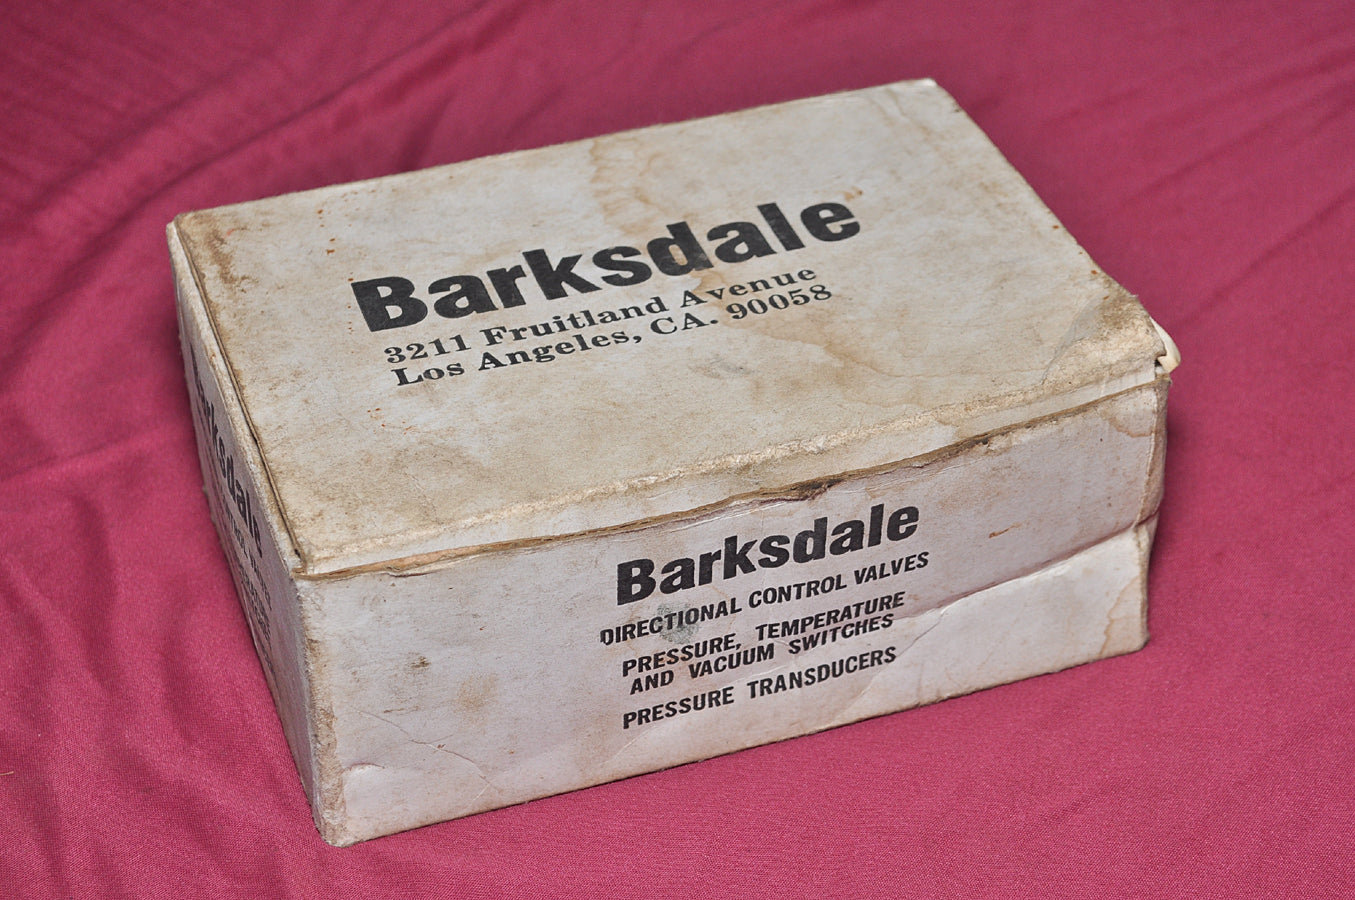 Barksdale
3211 Fruitland Avenue
Los Angeles, CA. 90058
Barksdale
DIRECTIONAL CONTROL VALVES
PRESSURE, TEMPERATURE
AND VACUUM SWITCHES
PRESSURE TRANSDUCERS
Barksdale